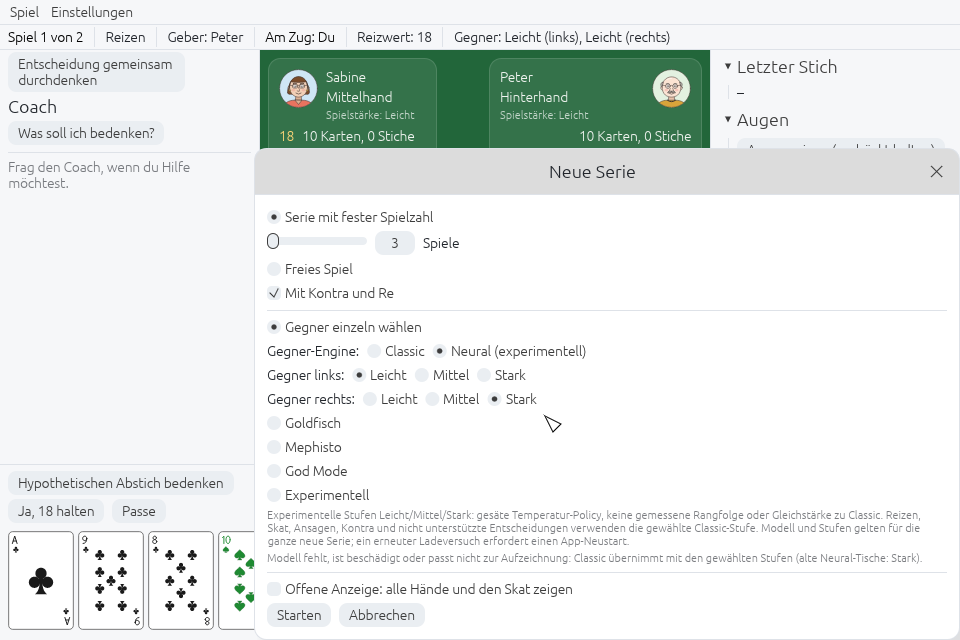 Spiel Einstellungen
Spiel 1 von 2 Reizen Geber: Peter Am Zug: Du Reizwert: 18 Gegner: Leicht (links), Leicht (rechts)
Entscheidung gemeinsam
durchdenken
Coach
Was soll ich bedenken?
Frag den Coach, wenn du Hilfe
möchtest.
Sabine
Mittelhand
Spielstärke: Leicht
18 10 Karten, 0 Stiche
Peter
Hinterhand
Spielstärke: Leicht
10 Karten, 0 Stiche
Letzter Stich
–
Augen
Neue Serie
Serie mit fester Spielzahl
3 Spiele
Freies Spiel
Mit Kontra und Re
Gegner einzeln wählen
Gegner-Engine: Classic Neural (experimentell)
Gegner links: Leicht Mittel Stark
Gegner rechts: Leicht Mittel Stark
Goldfisch
Mephisto
God Mode
Experimentell
Experimentelle Stufen Leicht/Mittel/Stark: gesäte Temperatur-Policy, keine gemessene Rangfolge oder Gleichstärke zu Classic. Reizen,
Skat, Ansagen, Kontra und nicht unterstützte Entscheidungen verwenden die gewählte Classic-Stufe. Modell und Stufen gelten für die
ganze neue Serie; ein erneuter Ladeversuch erfordert einen App-Neustart.
Modell fehlt, ist beschädigt oder passt nicht zur Aufzeichnung: Classic übernimmt mit den gewählten Stufen (alte Neural-Tische: Stark).
Offene Anzeige: alle Hände und den Skat zeigen
Starten Abbrechen
Hypothetischen Abstich bedenken
Ja, 18 halten Passe
A 9 8 10
A 9 8